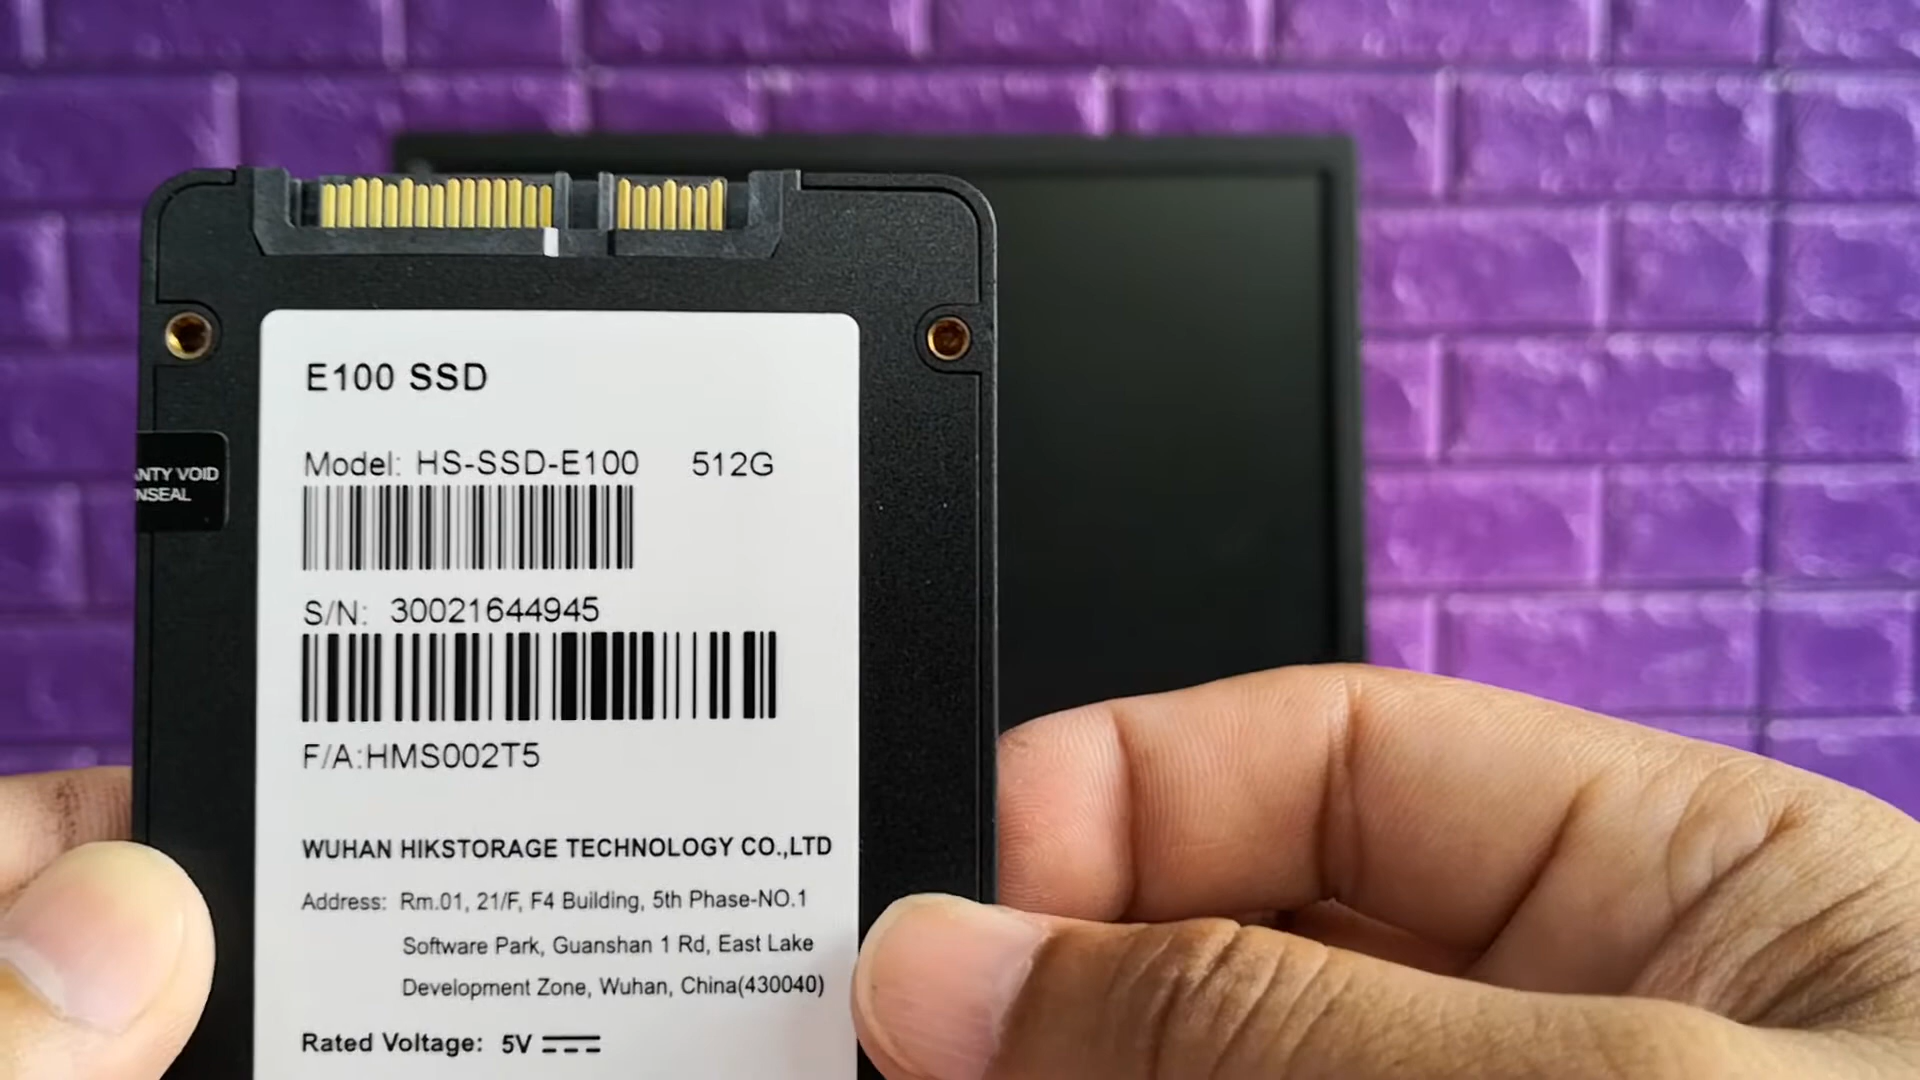 E100 SSD
Model: HS-SSD-E100 512G
NTY VOID
NSEAL
S/N: 30021644945
F/A:HMS002T5
WUHAN HIKSTORAGE TECHNOLOGY CO.,LTD
Address: Rm.01, 21/F, F4 Building, 5th Phase-NO.1
Software Park, Guanshan 1 Rd, East Lake
Development Zone, Wuhan, China(430040)
Rated Voltage: 5V